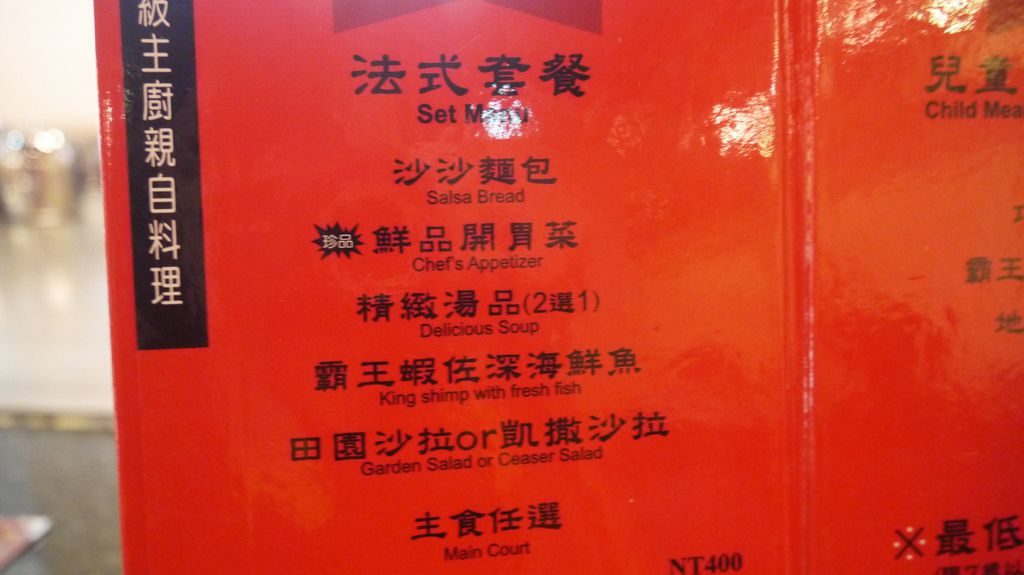 級主廚親自料理
法式套餐
Set Menu
沙沙麵包
Salsa Bread
珍品 鮮品開胃菜
Chef's Appetizer
精緻湯品(2選1)
Delicious Soup
霸王蝦佐深海鮮魚
King shimp with fresh fish
田園沙拉or凱撒沙拉
Garden Salad or Ceaser Salad
主食任選
Main Court
NT400
兒童
Child Mea
霸王
地
※最低